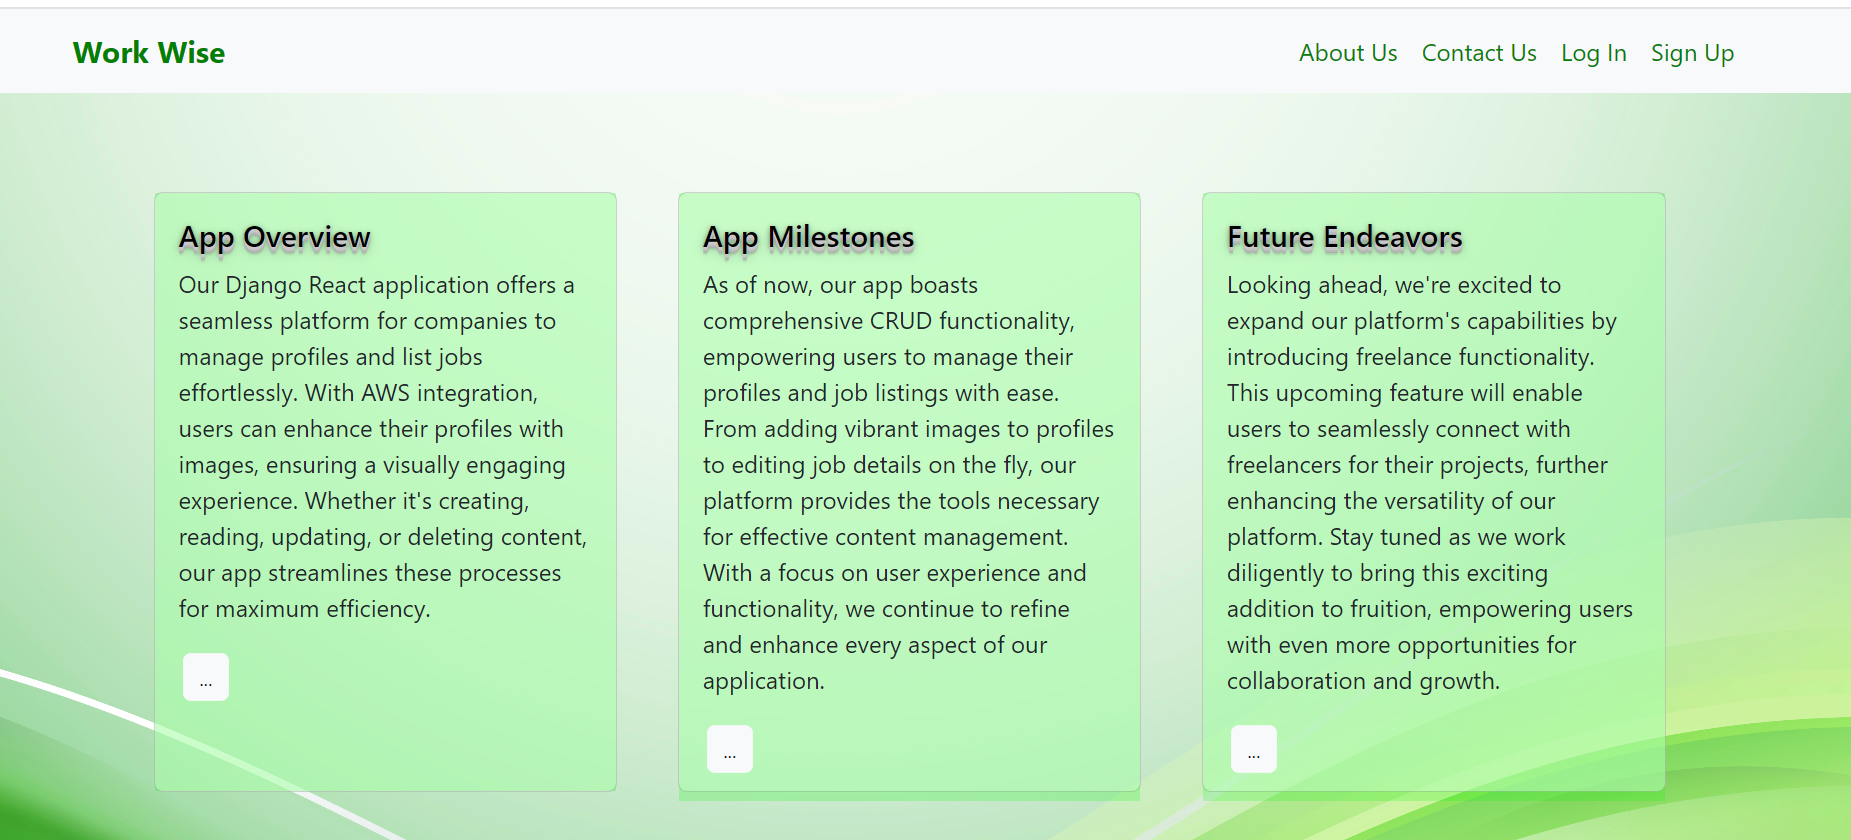 Work Wise
About Us Contact Us Log In Sign Up
App Overview
Our Django React application offers a
seamless platform for companies to
manage profiles and list jobs
effortlessly. With AWS integration,
users can enhance their profiles with
images, ensuring a visually engaging
experience. Whether it's creating,
reading, updating, or deleting content,
our app streamlines these processes
for maximum efficiency.
...
App Milestones
As of now, our app boasts
comprehensive CRUD functionality,
empowering users to manage their
profiles and job listings with ease.
From adding vibrant images to profiles
to editing job details on the fly, our
platform provides the tools necessary
for effective content management.
With a focus on user experience and
functionality, we continue to refine
and enhance every aspect of our
application.
...
Future Endeavors
Looking ahead, we're excited to
expand our platform's capabilities by
introducing freelance functionality.
This upcoming feature will enable
users to seamlessly connect with
freelancers for their projects, further
enhancing the versatility of our
platform. Stay tuned as we work
diligently to bring this exciting
addition to fruition, empowering users
with even more opportunities for
collaboration and growth.
...